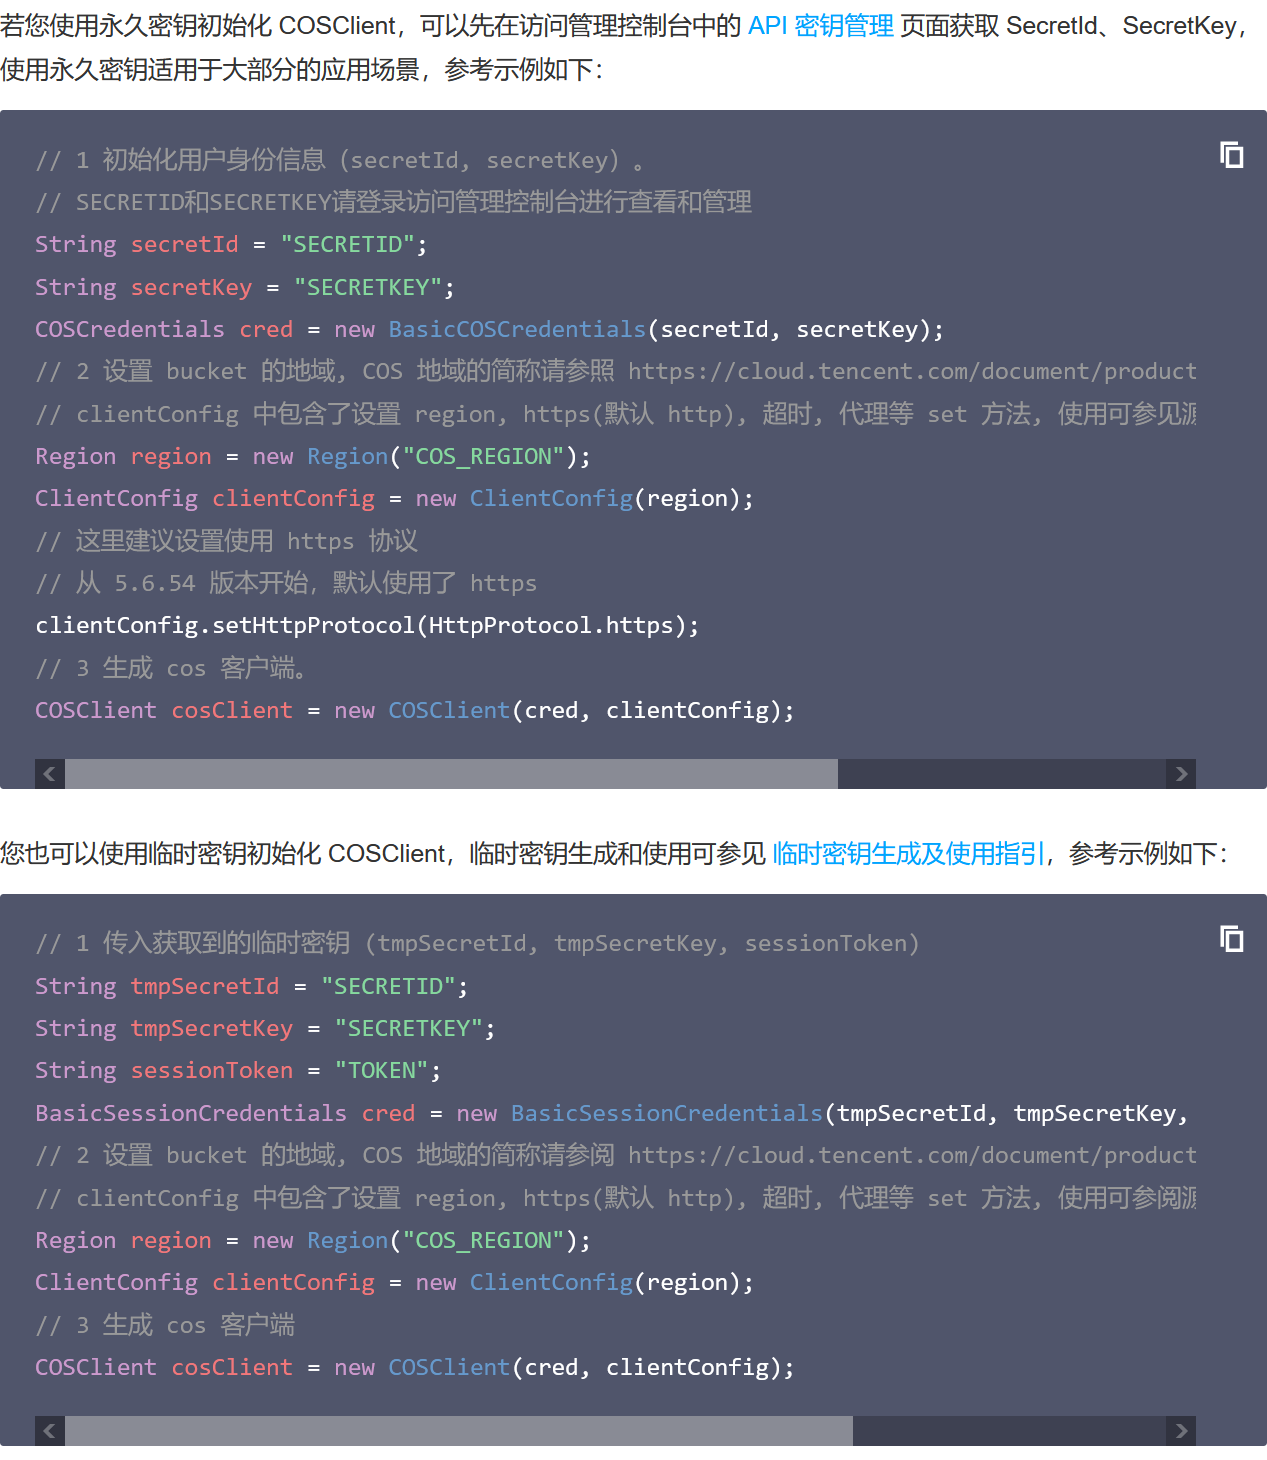 若您使用永久密钥初始化 COSClient，可以先在访问管理控制台中的 API 密钥管理 页面获取 SecretId、SecretKey，
使用永久密钥适用于大部分的应用场景，参考示例如下：
// 1 初始化用户身份信息（secretId, secretKey）。
// SECRETID和SECRETKEY请登录访问管理控制台进行查看和管理
String secretId = "SECRETID";
String secretKey = "SECRETKEY";
COSCredentials cred = new BasicCOSCredentials(secretId, secretKey);
// 2 设置 bucket 的地域, COS 地域的简称请参照 https://cloud.tencent.com/document/product
// clientConfig 中包含了设置 region, https(默认 http), 超时, 代理等 set 方法, 使用可参见源
Region region = new Region("COS_REGION");
ClientConfig clientConfig = new ClientConfig(region);
// 这里建议设置使用 https 协议
// 从 5.6.54 版本开始，默认使用了 https
clientConfig.setHttpProtocol(HttpProtocol.https);
// 3 生成 cos 客户端。
COSClient cosClient = new COSClient(cred, clientConfig);
您也可以使用临时密钥初始化 COSClient，临时密钥生成和使用可参见 临时密钥生成及使用指引，参考示例如下：
// 1 传入获取到的临时密钥 (tmpSecretId, tmpSecretKey, sessionToken)
String tmpSecretId = "SECRETID";
String tmpSecretKey = "SECRETKEY";
String sessionToken = "TOKEN";
BasicSessionCredentials cred = new BasicSessionCredentials(tmpSecretId, tmpSecretKey,
// 2 设置 bucket 的地域, COS 地域的简称请参阅 https://cloud.tencent.com/document/product
// clientConfig 中包含了设置 region, https(默认 http), 超时, 代理等 set 方法, 使用可参阅源
Region region = new Region("COS_REGION");
ClientConfig clientConfig = new ClientConfig(region);
// 3 生成 cos 客户端
COSClient cosClient = new COSClient(cred, clientConfig);